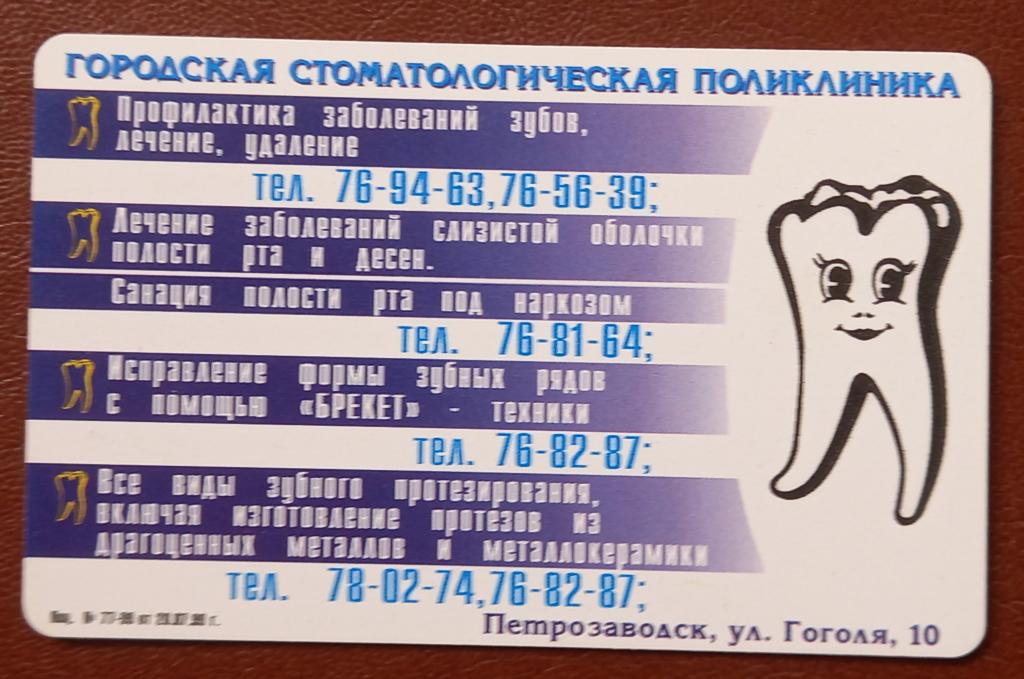 ГОРОДСКАЯ СТОМАТОЛОГИЧЕСКАЯ ПОЛИКЛИНИКА
Профилактика заболеваний зубов,
лечение, удаление
тел. 76-94-63,76-56-39;
Лечение заболеваний слизистой оболочки
полости рта и десен.
Санация полости рта под наркозом
тел. 76-81-64;
Исправление формы зубных рядов
с помощью «БРЕКЕТ» - техники
тел. 76-82-87;
Все виды зубного протезирования,
включая изготовление протезов из
драгоценных металлов и металлокерамики
тел. 78-02-74,76-82-87;
Петрозаводск, ул. Гоголя, 10